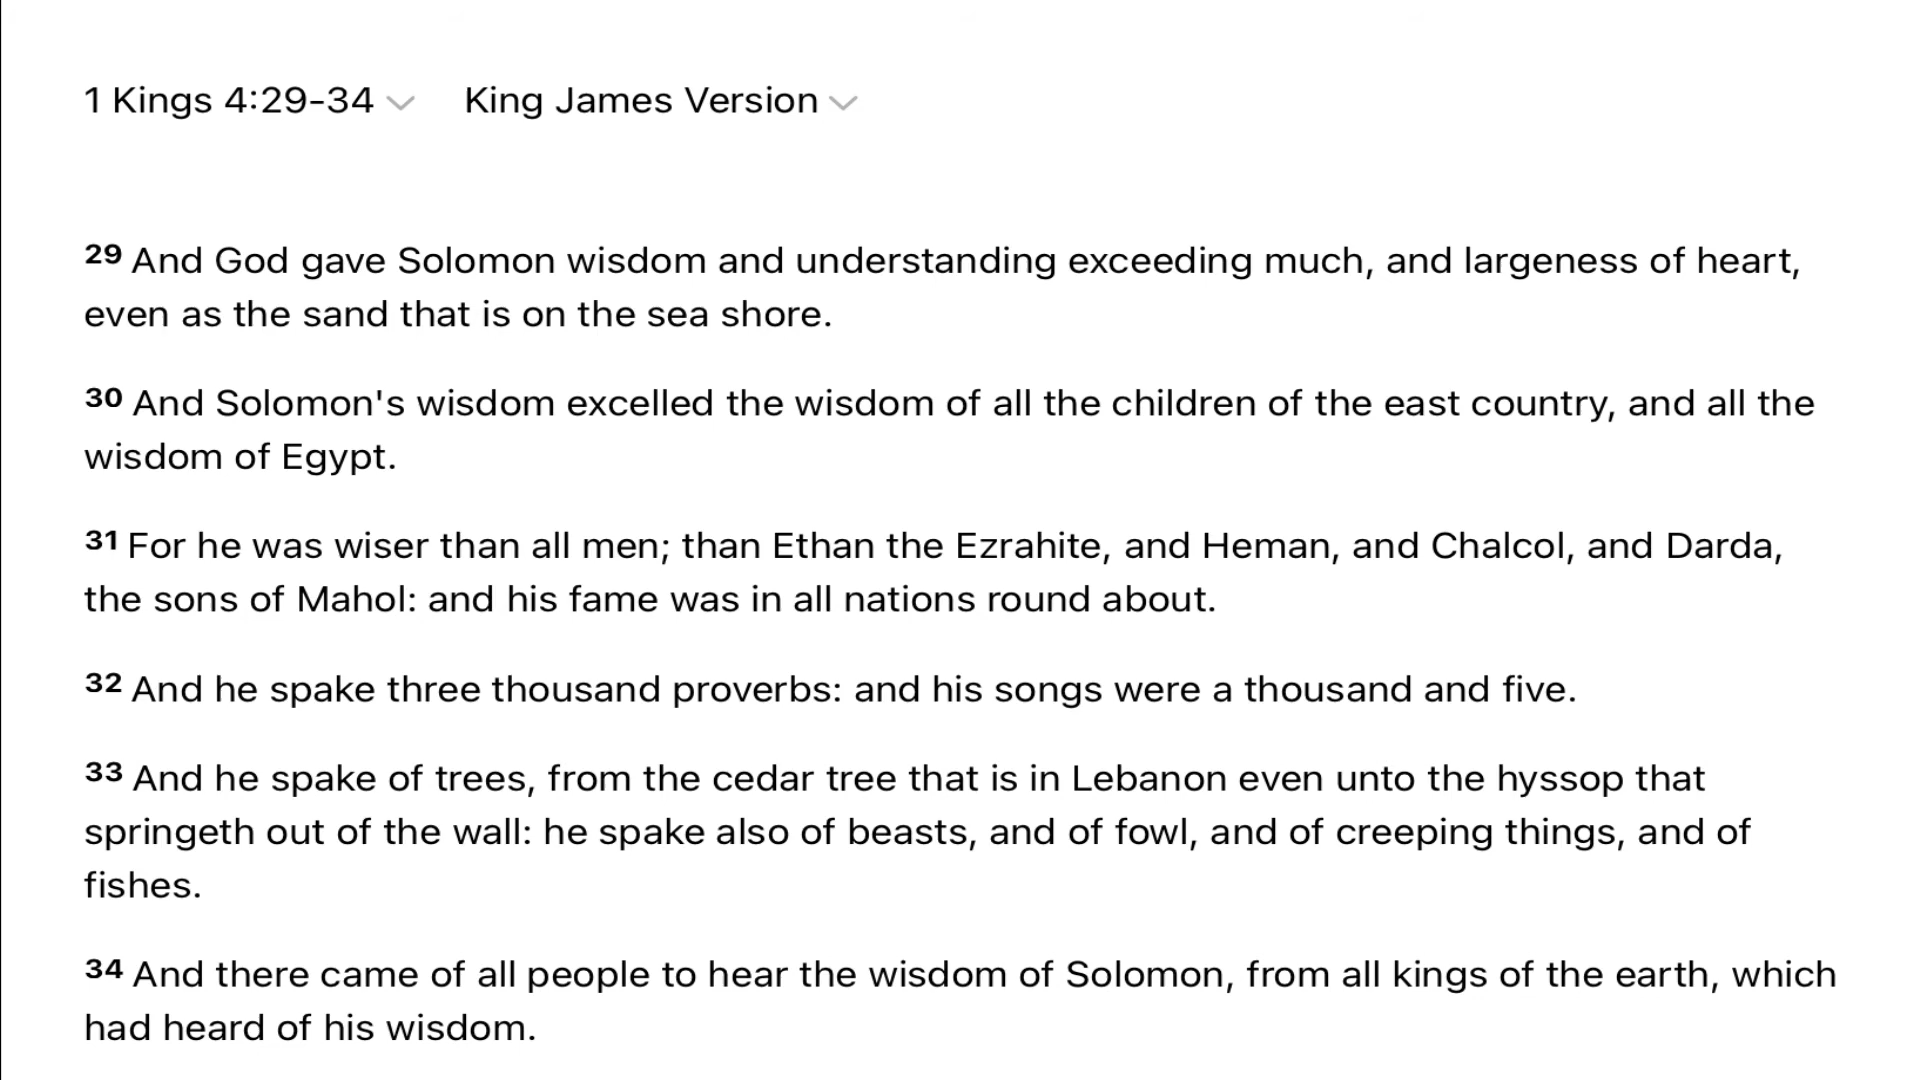 1 Kings 4:29-34 King James Version
29 And God gave Solomon wisdom and understanding exceeding much, and largeness of heart,
even as the sand that is on the sea shore.
30 And Solomon's wisdom excelled the wisdom of all the children of the east country, and all the
wisdom of Egypt.
31 For he was wiser than all men; than Ethan the Ezrahite, and Heman, and Chalcol, and Darda,
the sons of Mahol: and his fame was in all nations round about.
32 And he spake three thousand proverbs: and his songs were a thousand and five.
33 And he spake of trees, from the cedar tree that is in Lebanon even unto the hyssop that
springeth out of the wall: he spake also of beasts, and of fowl, and of creeping things, and of
fishes.
34 And there came of all people to hear the wisdom of Solomon, from all kings of the earth, which
had heard of his wisdom.